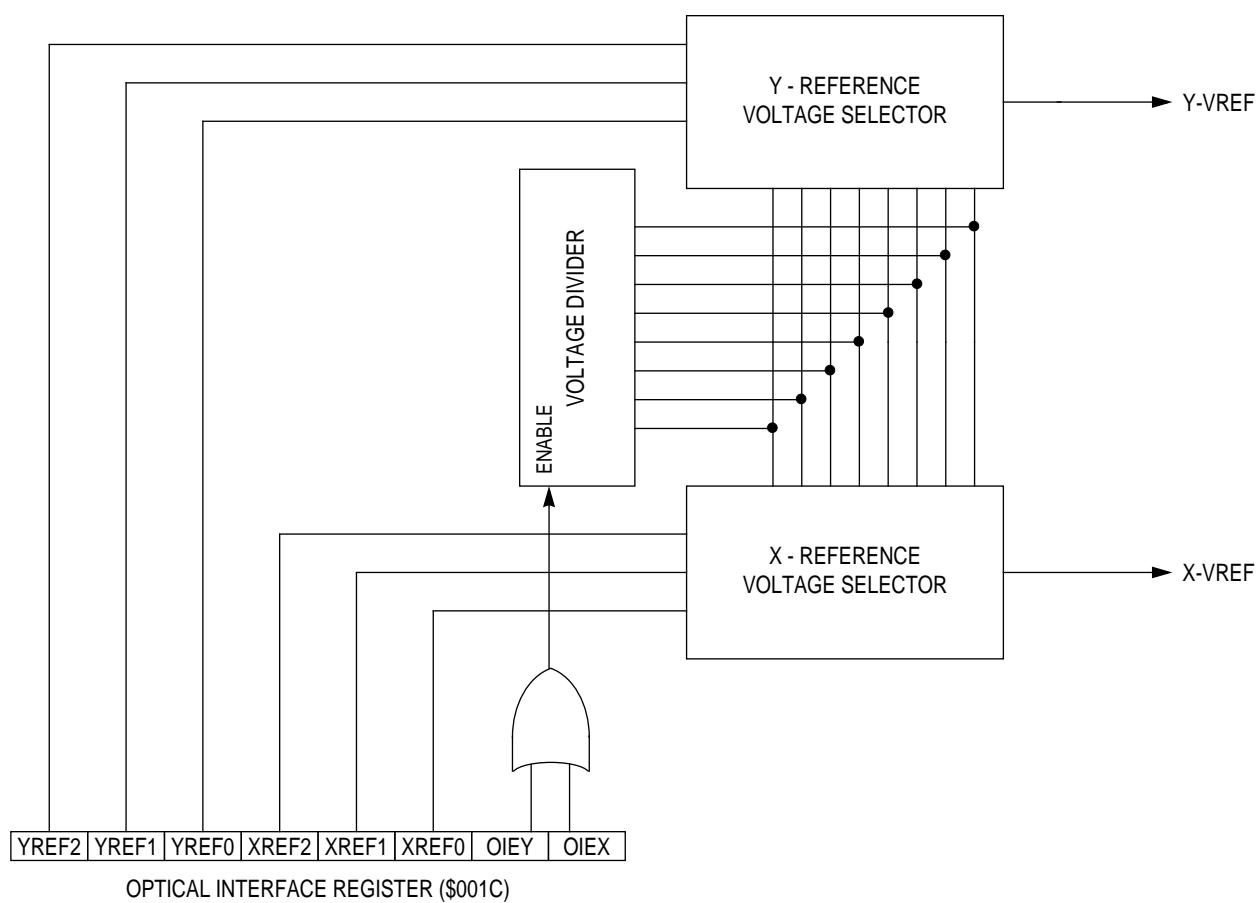 Y - REFERENCE
VOLTAGE SELECTOR
Y-VREF
VOLTAGE DIVIDER
ENABLE
X - REFERENCE
VOLTAGE SELECTOR
X-VREF
YREF2 YREF1 YREF0 XREF2 XREF1 XREF0 OIEY OIEX
OPTICAL INTERFACE REGISTER ($001C)